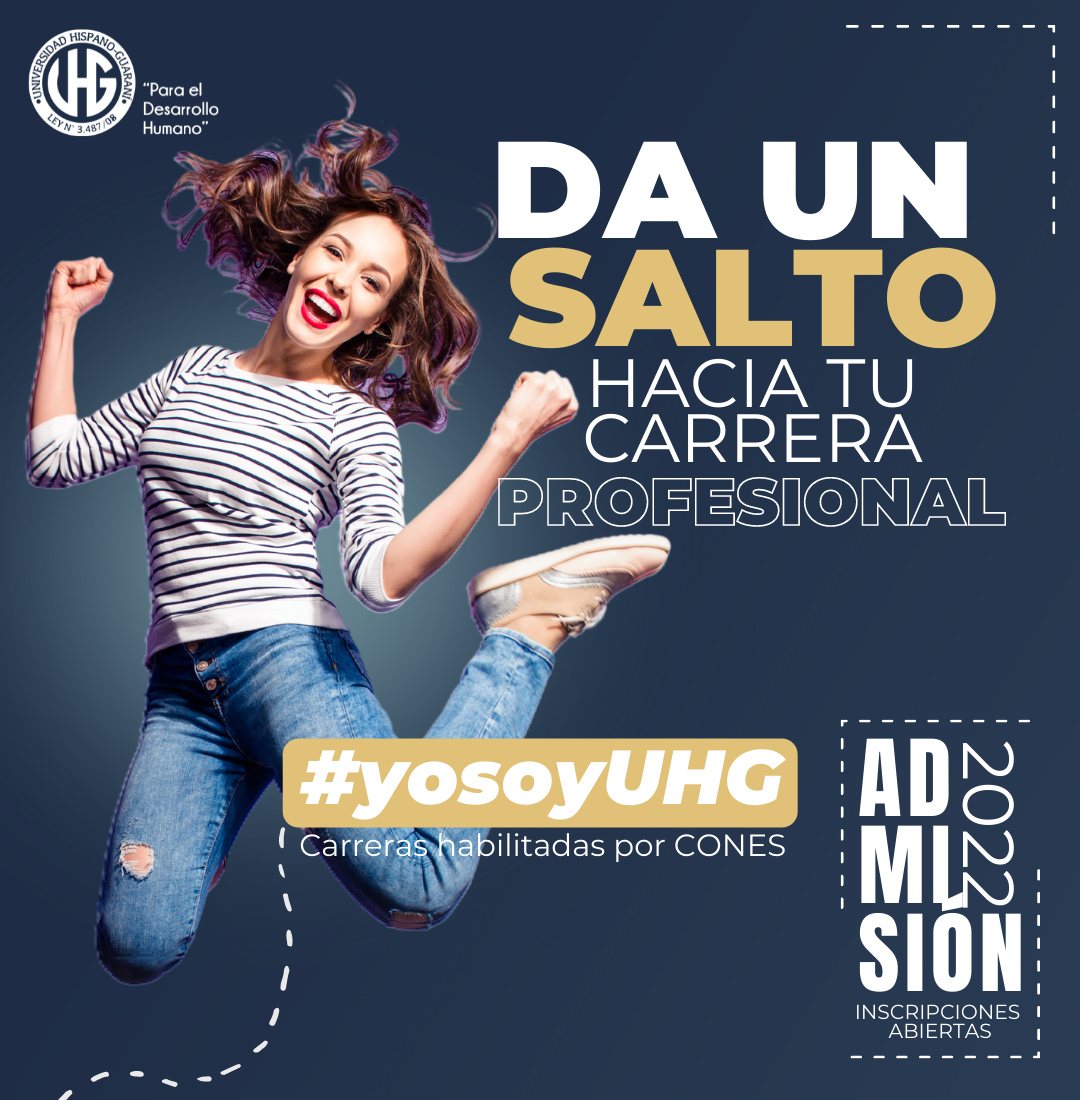 UNIVERSIDAD HISPANO-GUARANI
UHG
LEY N° 3.487/08
“Para el
Desarrollo
Humano”
DA UN
SALTO
HACIA TU
CARRERA
PROFESIONAL
#yosoyUHG
Carreras habilitadas por CONES
AD
MI
SIÓN
2022
INSCRIPCIONES
ABIERTAS